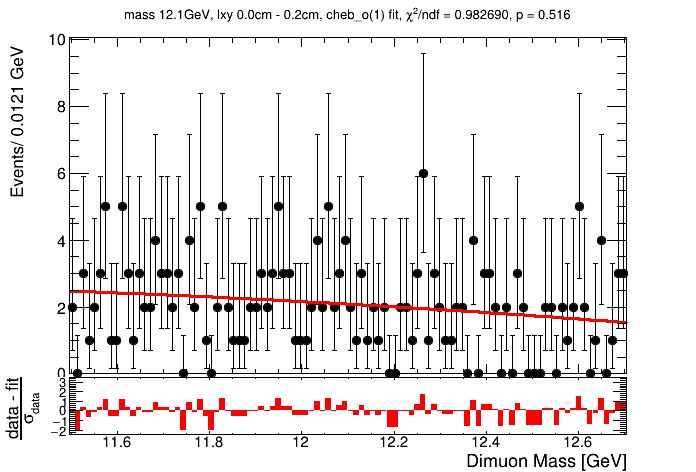 mass 12.1GeV, lxy 0.0cm - 0.2cm, cheb_o(1) fit, χ²/ndf = 0.982690, p = 0.516
Events/ 0.0121 GeV
10
8
6
4
2
0
data - fit
σdata
3
2
1
0
−1
−2
11.6 11.8 12 12.2 12.4 12.6
Dimuon Mass [GeV]